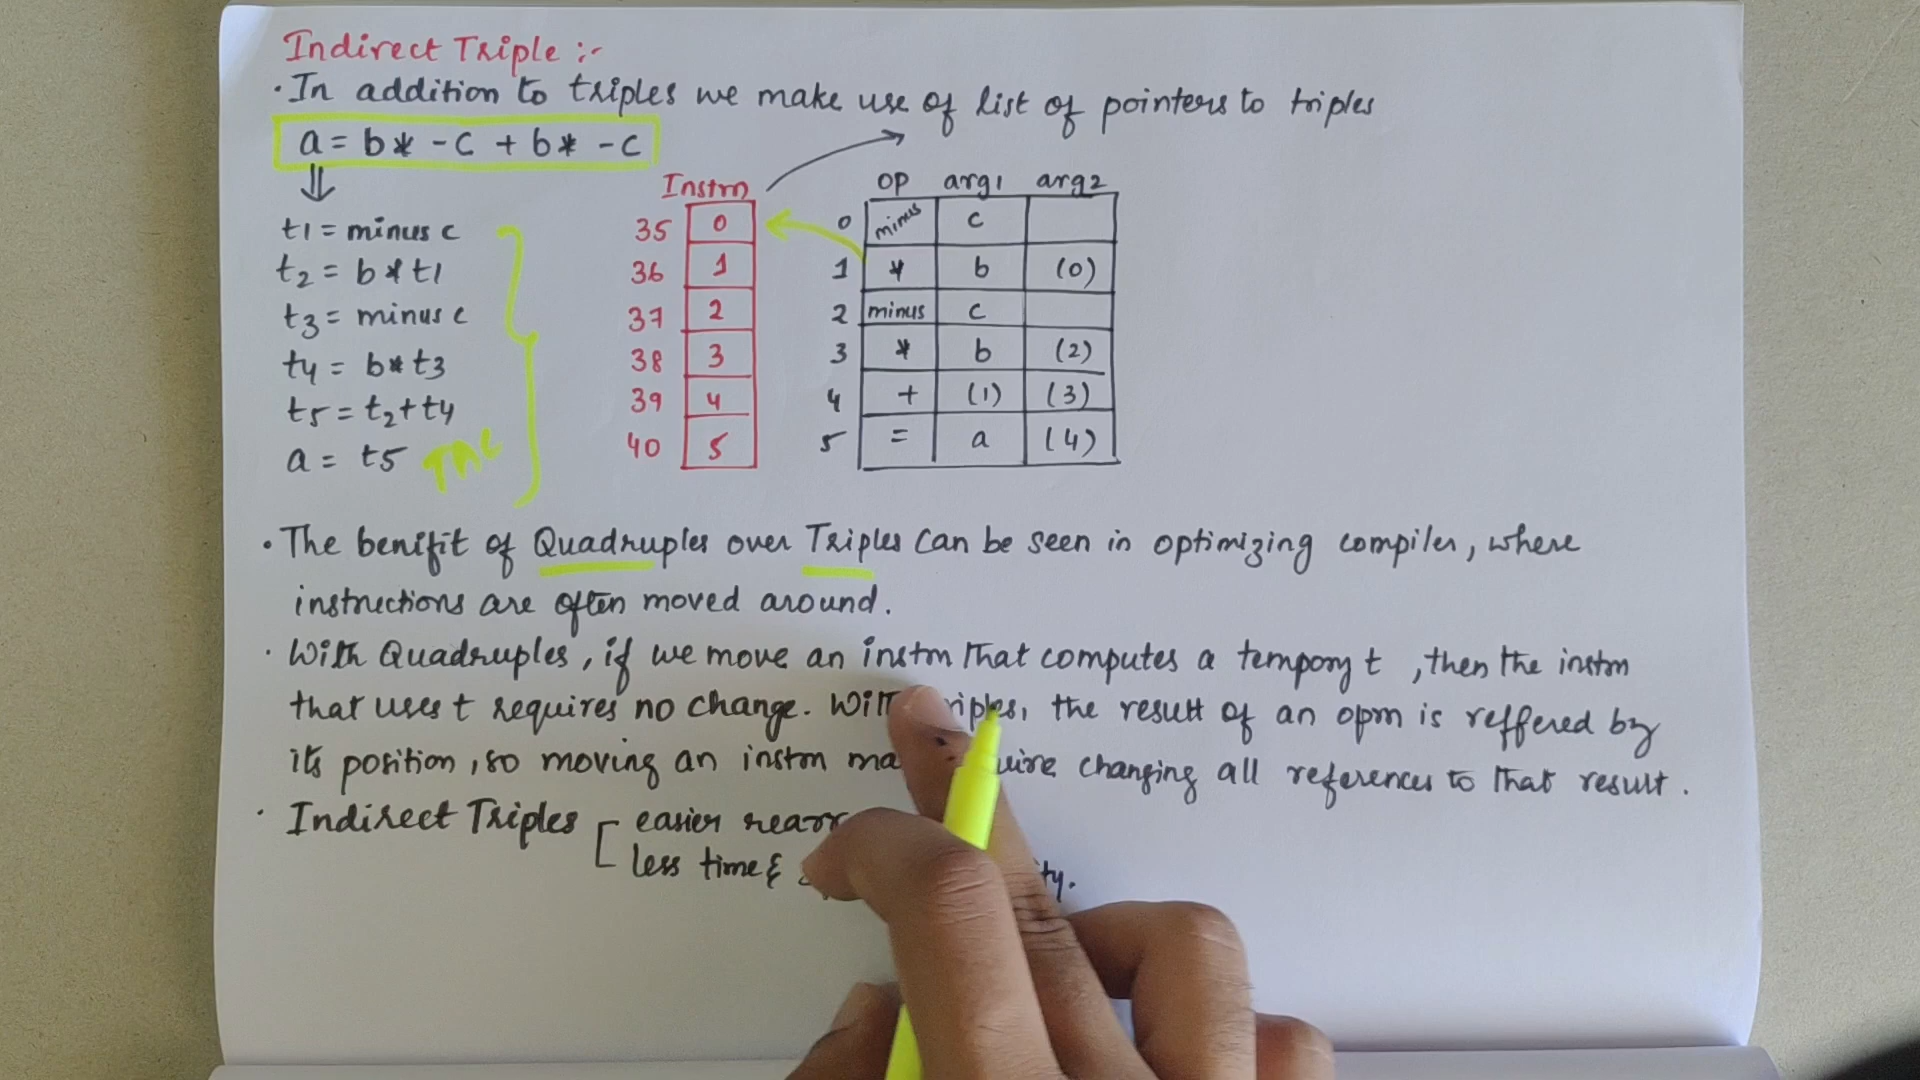 Indirect Triple :-
· In addition to triples we make use of list of pointers to triples
a = b * - c + b * - c
⇓
t1 = minus c
t2 = b * t1
t3 = minus c
t4 = b * t3
t5 = t2 + t4
a = t5
TAC
Instrn
35 0
36 1
37 2
38 3
39 4
40 5
op arg1 arg2
0 minus c
1 * b (0)
2 minus c
3 * b (2)
4 + (1) (3)
5 = a (4)
· The benifit of Quadruples over Triples can be seen in optimizing compiler, where
instructions are often moved around.
· With Quadruples, if we move an instrn that computes a tempory t , then the instrn
that uses t requires no change. With the result of an oprn is reffered by
its position, so moving an instrn changing all references to that result.
· Indirect Triples easier
less time &